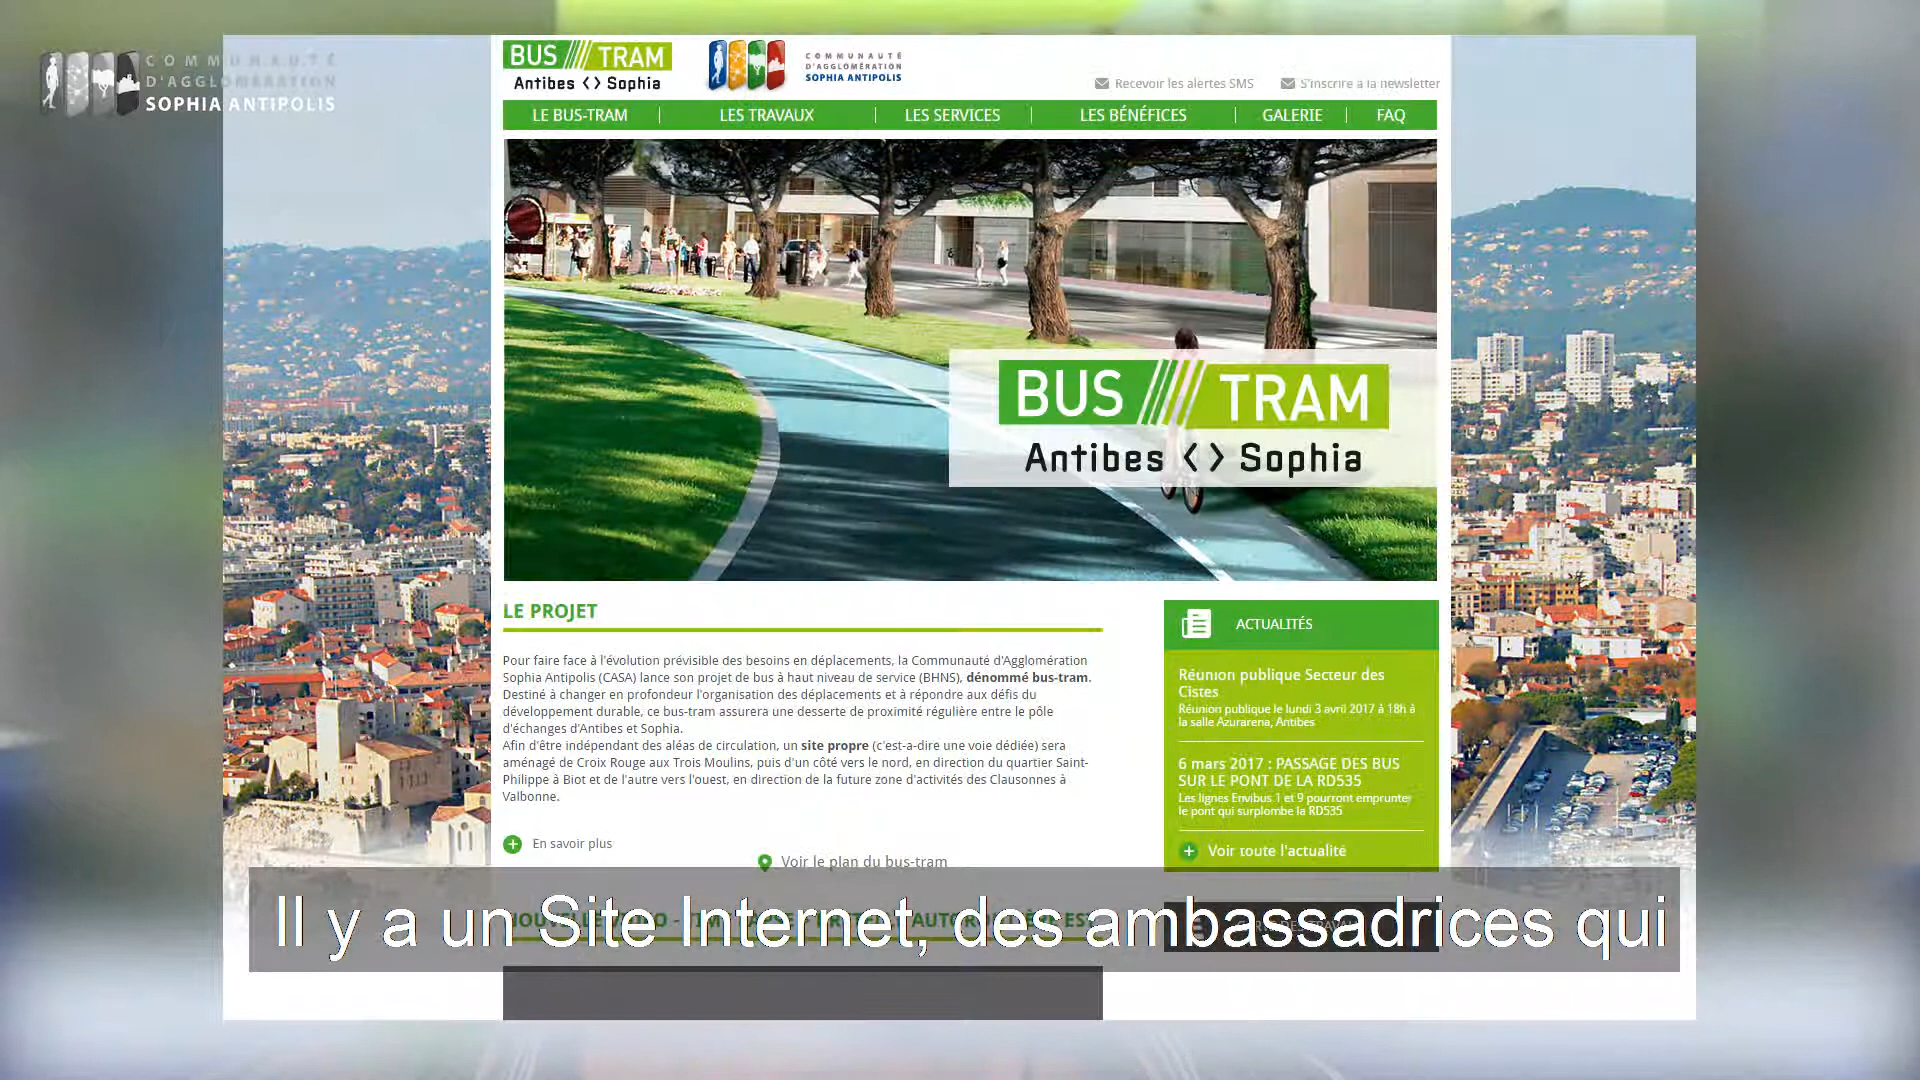 COMMUNAUTÉ
D'AGGLOMÉRATION
SOPHIA ANTIPOLIS
BUS TRAM
Antibes <> Sophia
COMMUNAUTÉ
D'AGGLOMÉRATION
SOPHIA ANTIPOLIS
Recevoir les alertes SMS
S'inscrire à la newsletter
LE BUS-TRAM
LES TRAVAUX
LES SERVICES
LES BÉNÉFICES
GALERIE
FAQ
BUS TRAM
Antibes <> Sophia
LE PROJET
Pour faire face à l'évolution prévisible des besoins en déplacements, la Communauté d'Agglomération
Sophia Antipolis (CASA) lance son projet de bus à haut niveau de service (BHNS), dénommé bus-tram.
Destiné à changer en profondeur l'organisation des déplacements et à répondre aux défis du
développement durable, ce bus-tram assurera une desserte de proximité régulière entre le pôle
d'échanges d'Antibes et Sophia.
Afin d'être indépendant des aléas de circulation, un site propre (c'est-a-dire une voie dédiée) sera
aménagé de Croix Rouge aux Trois Moulins, puis d'un côté vers le nord, en direction du quartier Saint-
Philippe à Biot et de l'autre vers l'ouest, en direction de la future zone d'activités des Clausonnes à
Valbonne.
En savoir plus
Voir le plan du bus-tram
ACTUALITÉS
Réunion publique Secteur des
Cistes
Réunion publique le lundi 3 avril 2017 à 18h à
la salle Azurarena, Antibes
6 mars 2017 : PASSAGE DES BUS
SUR LE PONT DE LA RD535
Les lignes Envibus 1 et 9 pourront emprunter
le pont qui surplombe la RD535
Voir toute l'actualité
Il y a un Site Internet, des ambassadrices qui